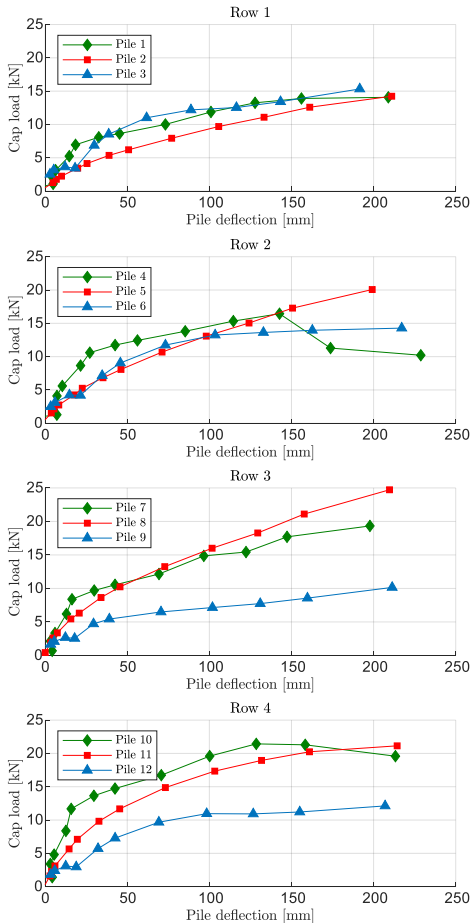 Row 1
25
20
15
10
5
0
Cap load [kN]
Pile 1
Pile 2
Pile 3
0 50 100 150 200 250
Pile deflection [mm]
Row 2
25
20
15
10
5
0
Cap load [kN]
Pile 4
Pile 5
Pile 6
0 50 100 150 200 250
Pile deflection [mm]
Row 3
25
20
15
10
5
0
Cap load [kN]
Pile 7
Pile 8
Pile 9
0 50 100 150 200 250
Pile deflection [mm]
Row 4
25
20
15
10
5
0
Cap load [kN]
Pile 10
Pile 11
Pile 12
0 50 100 150 200 250
Pile deflection [mm]